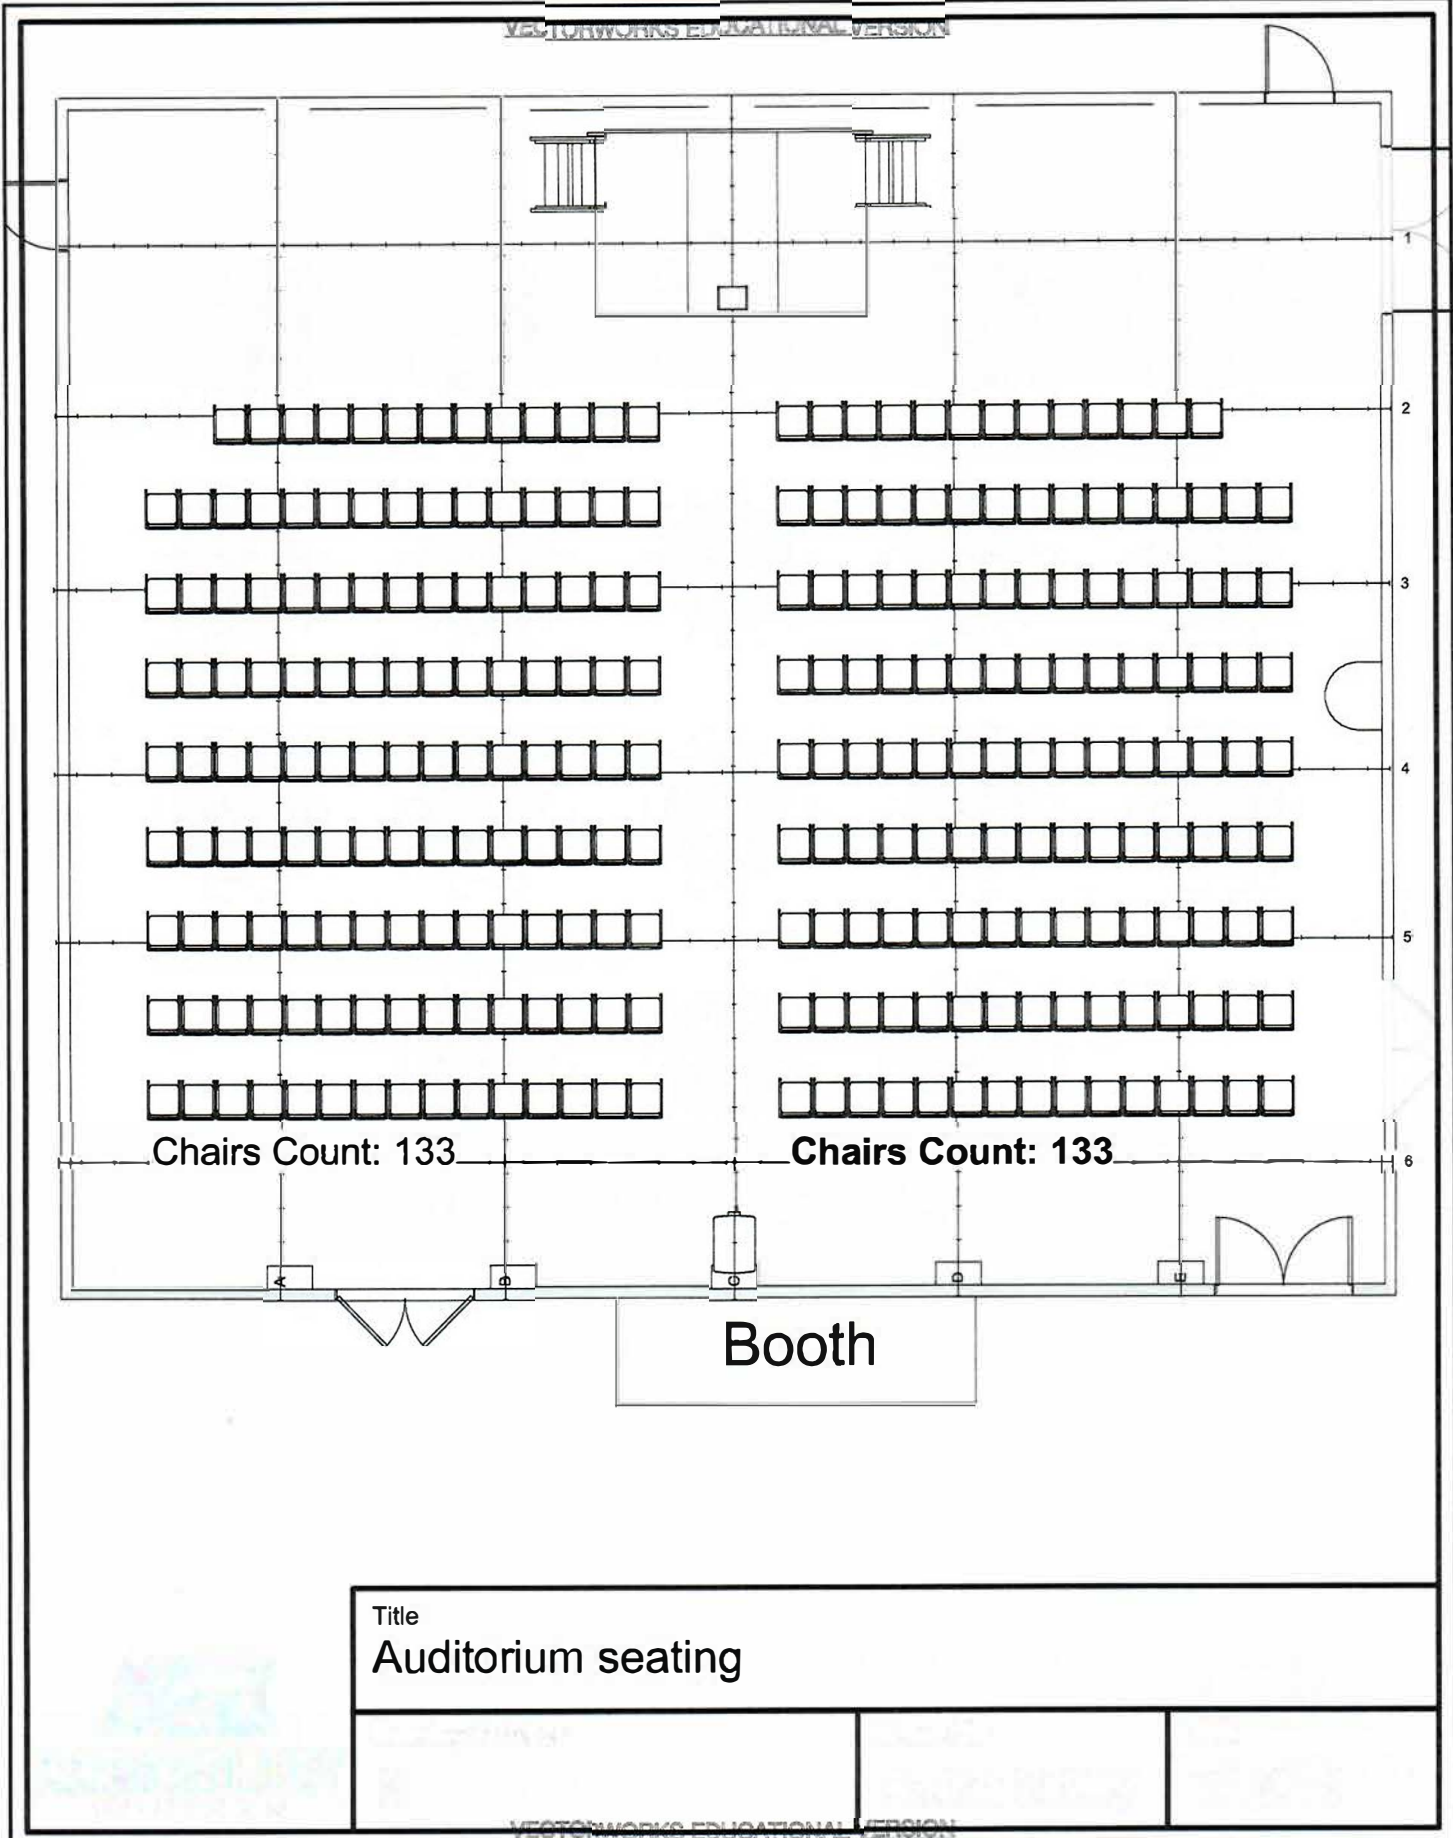 VECTORWORKS EDUCATIONAL VERSION
1
2
3
4
5
Chairs Count: 133
Chairs Count: 133
6
A
C
D
E
Booth
Title
Auditorium seating
VECTORWORKS EDUCATIONAL VERSION